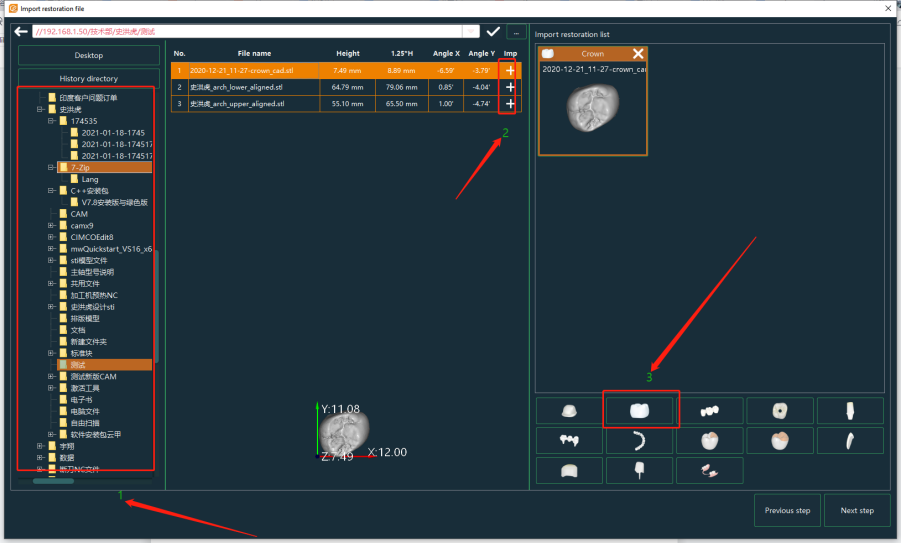 Import restoration file
//192.168.1.50/技术部/史洪虎/测试
...
Desktop
History directory
印度客户问题订单
史洪虎
174535
2021-01-18-1745
2021-01-18-174517
2021-01-18-174517
7-Zip
Lang
C++安装包
V7.8安装版与绿色版
CAM
camx9
CIMCOEdit8
mwQuickstart_VS16_x6
stl模型文件
主轴型号说明
共用文件
加工机预热NC
史洪虎设计stl
排版模型
文档
新建文件夹
标准块
测试
测试新版CAM
激活工具
电子书
电脑文件
自由扫描
软件安装包云甲
宇翔
数据
断刀NC文件
1
No. File name Height 1.25*H Angle X Angle Y Imp
1 2020-12-21_11-27-crown_cad.stl 7.49 mm 8.89 mm -6.59' -3.79'
2 史洪虎_arch_lower_aligned.stl 64.79 mm 79.06 mm 0.85' -4.04'
3 史洪虎_arch_upper_aligned.stl 55.10 mm 65.50 mm 1.00' -4.74'
2
Y:11.08
Z:7.49
X:12.00
Import restoration list
Crown
2020-12-21_11-27-crown_ca
3
Previous step
Next step